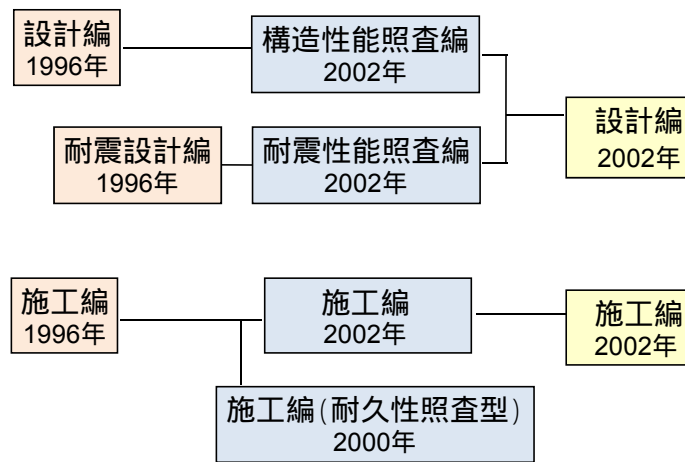 設計編
1996年
構造性能照査編
2002年
耐震設計編
1996年
耐震性能照査編
2002年
設計編
2002年
施工編
1996年
施工編
2002年
施工編
2002年
施工編(耐久性照査型)
2000年